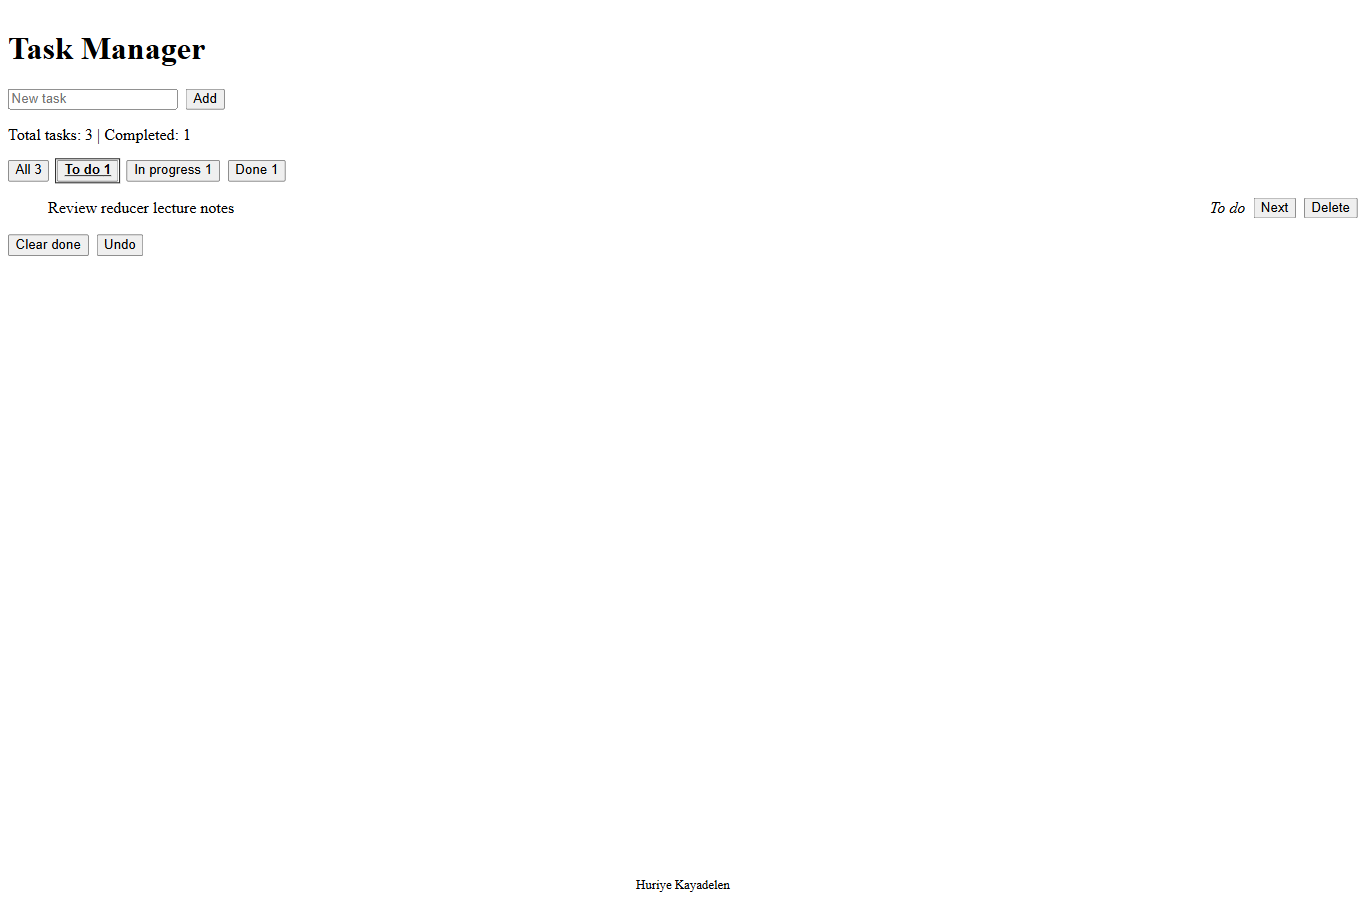 Task Manager
New task Add
Total tasks: 3 | Completed: 1
All 3 To do 1 In progress 1 Done 1
Review reducer lecture notes To do Next Delete
Clear done Undo
Huriye Kayadelen